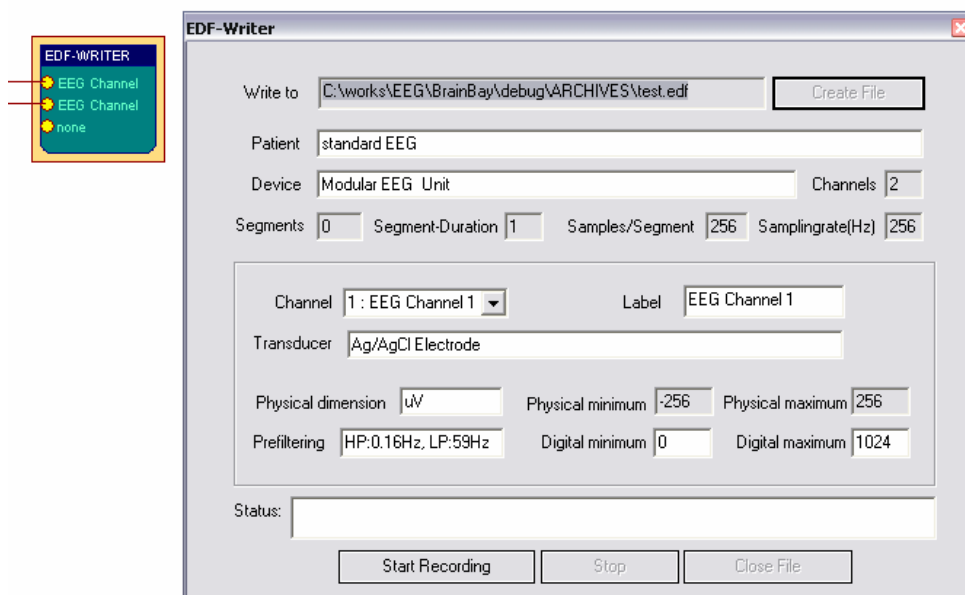 EDF-WRITER
EEG Channel
EEG Channel
none
EDF-Writer
Write to C:\works\EEG\BrainBay\debug\ARCHIVES\test.edf Create File
Patient standard EEG
Device Modular EEG  Unit Channels 2
Segments 0 Segment-Duration 1 Samples/Segment 256 Samplingrate(Hz) 256
Channel 1 : EEG Channel 1 Label EEG Channel 1
Transducer Ag/AgCl Electrode
Physical dimension uV Physical minimum -256 Physical maximum 256
Prefiltering HP:0.16Hz, LP:59Hz Digital minimum 0 Digital maximum 1024
Status:
Start Recording Stop Close File